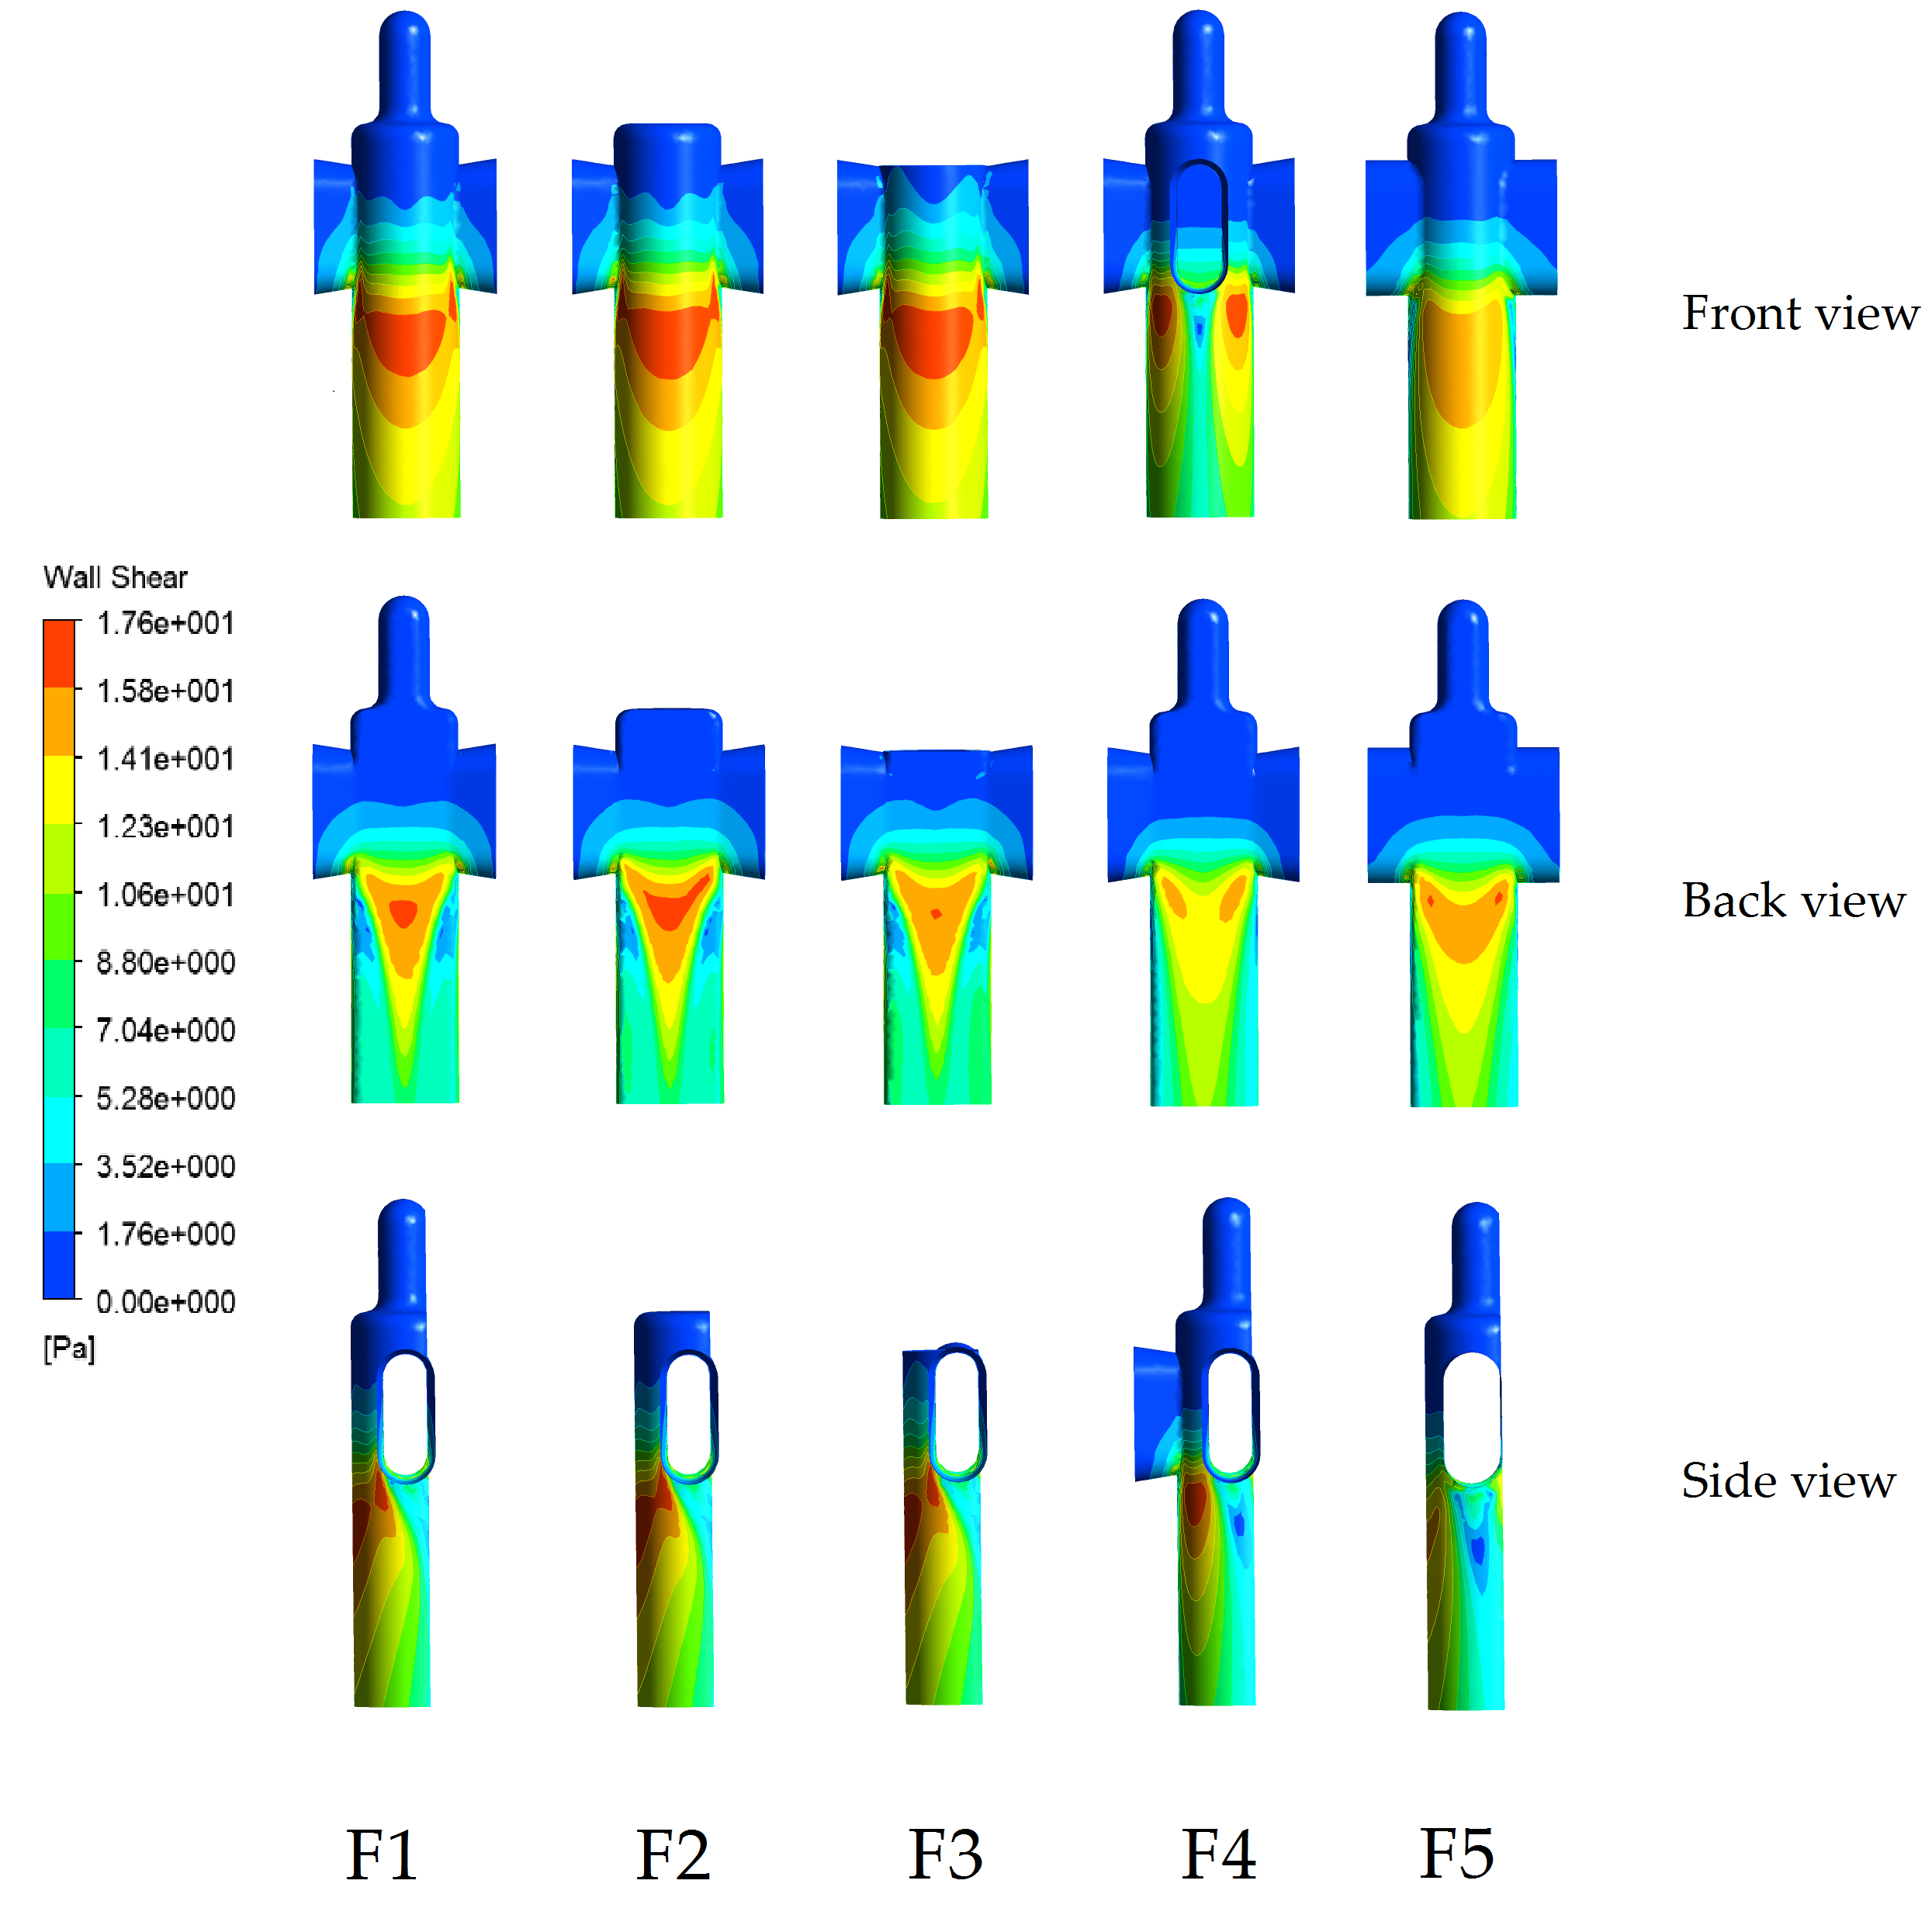 Front view
Wall Shear
1.76e+001
1.58e+001
1.41e+001
1.23e+001
1.06e+001
8.80e+000
7.04e+000
5.28e+000
3.52e+000
1.76e+000
0.00e+000
[Pa]
Back view
Side view
F1 F2 F3 F4 F5